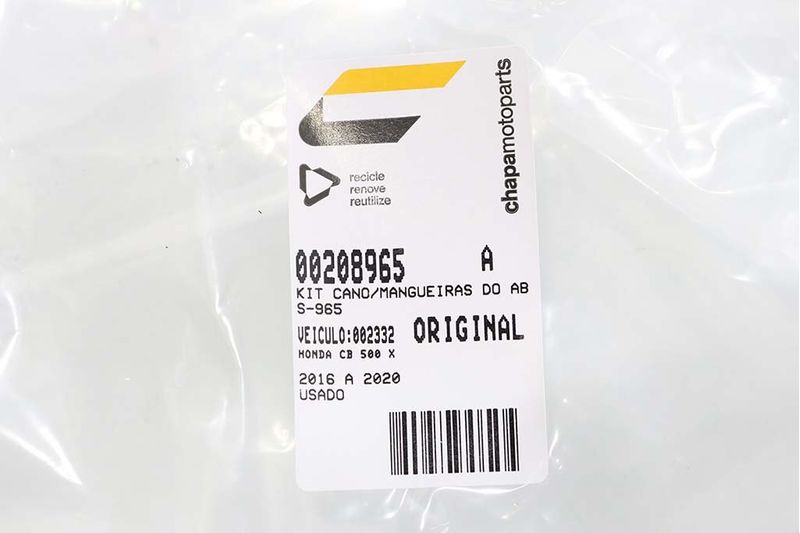 chapamotoparts
recicle
renove
reutilize
00208965 A
KIT CANO/MANGUEIRAS DO AB
S-965
VEICULO:002332 ORIGINAL
HONDA CB 500 X
2016 A 2020
USADO